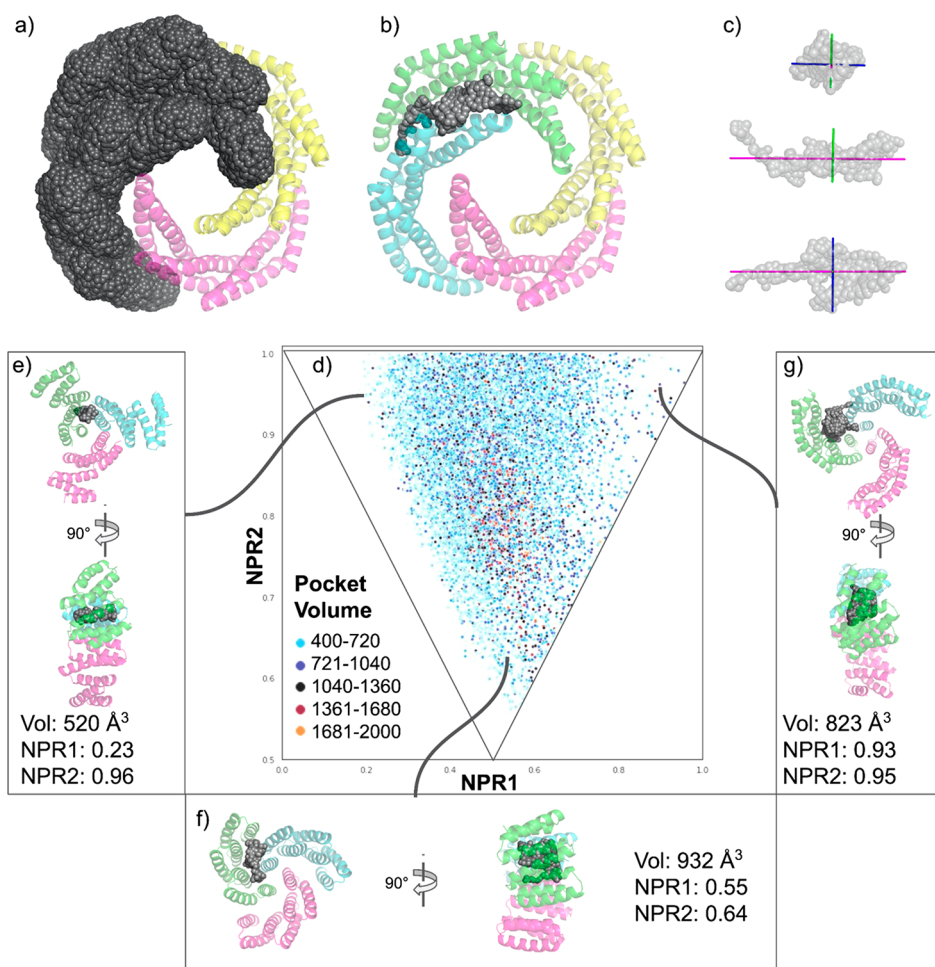 a)
b)
c)
e)
d)
g)
1.0
0.9
0.8
0.7
0.6
0.5
NPR2
90°
90°
Pocket
Volume
400-720
721-1040
1040-1360
1361-1680
1681-2000
0.0
0.2
0.4
0.6
0.8
1.0
NPR1
Vol: 520 Å3
NPR1: 0.23
NPR2: 0.96
Vol: 823 Å3
NPR1: 0.93
NPR2: 0.95
f)
90°
Vol: 932 Å3
NPR1: 0.55
NPR2: 0.64